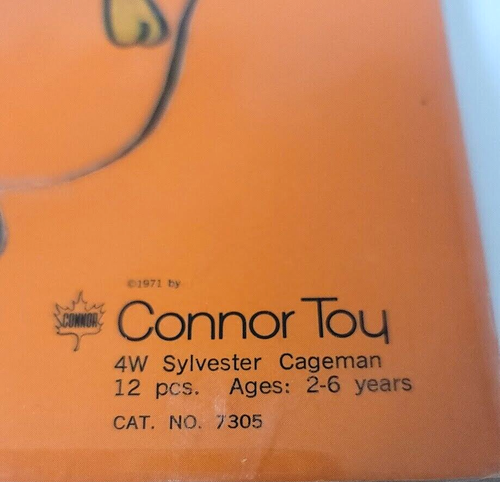 ©1971 by
CONNOR
Connor Toy
4W Sylvester Cageman
12 pcs. Ages: 2-6 years
CAT. NO. 7305